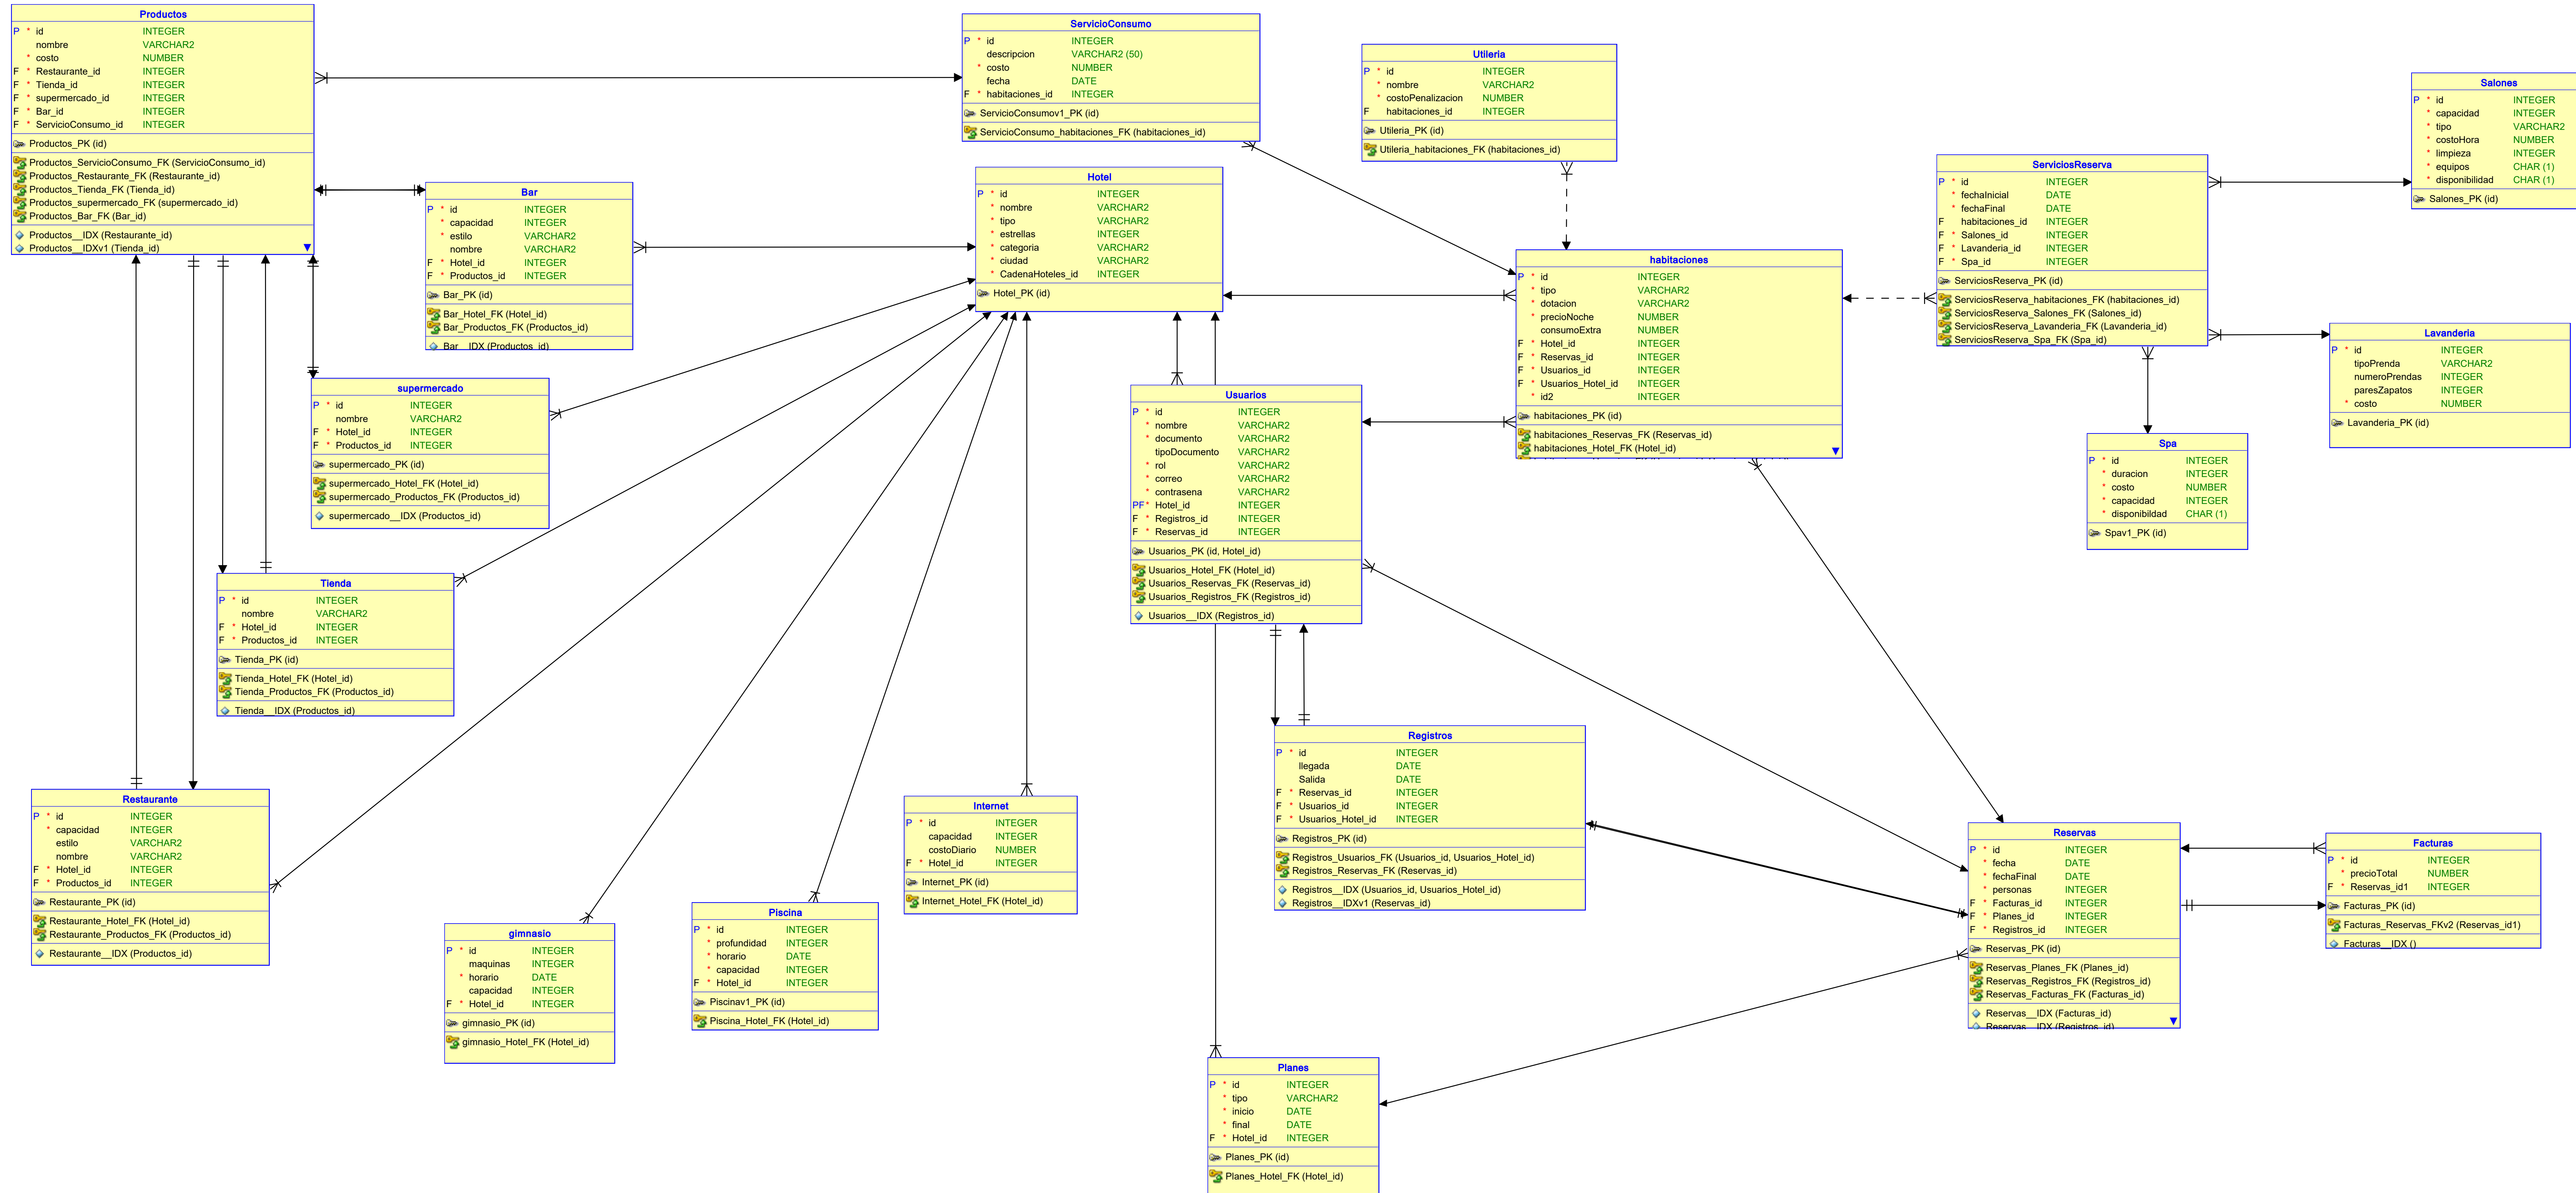 Productos
P * id INTEGER
nombre VARCHAR2
* costo NUMBER
F * Restaurante_id INTEGER
F * Tienda_id INTEGER
F * supermercado_id INTEGER
F * Bar_id INTEGER
F * ServicioConsumo_id INTEGER
Productos_PK (id)
Productos_ServicioConsumo_FK (ServicioConsumo_id)
Productos_Restaurante_FK (Restaurante_id)
Productos_Tienda_FK (Tienda_id)
Productos_supermercado_FK (supermercado_id)
Productos_Bar_FK (Bar_id)
Productos__IDX (Restaurante_id)
Productos__IDXv1 (Tienda_id)
ServicioConsumo
P * id INTEGER
descripcion VARCHAR2 (50)
* costo NUMBER
fecha DATE
F * habitaciones_id INTEGER
ServicioConsumov1_PK (id)
ServicioConsumo_habitaciones_FK (habitaciones_id)
Utileria
P * id INTEGER
* nombre VARCHAR2
* costoPenalizacion NUMBER
F habitaciones_id INTEGER
Utileria_PK (id)
Utileria_habitaciones_FK (habitaciones_id)
Salones
P * id INTEGER
* capacidad INTEGER
* tipo VARCHAR2
* costoHora NUMBER
* limpieza INTEGER
* equipos CHAR (1)
* disponibilidad CHAR (1)
Salones_PK (id)
ServiciosReserva
P * id INTEGER
* fechaInicial DATE
* fechaFinal DATE
F habitaciones_id INTEGER
F * Salones_id INTEGER
F * Lavanderia_id INTEGER
F * Spa_id INTEGER
ServiciosReserva_PK (id)
ServiciosReserva_habitaciones_FK (habitaciones_id)
ServiciosReserva_Salones_FK (Salones_id)
ServiciosReserva_Lavanderia_FK (Lavanderia_id)
ServiciosReserva_Spa_FK (Spa_id)
Bar
P * id INTEGER
* capacidad INTEGER
* estilo VARCHAR2
nombre VARCHAR2
F * Hotel_id INTEGER
F * Productos_id INTEGER
Bar_PK (id)
Bar_Hotel_FK (Hotel_id)
Bar_Productos_FK (Productos_id)
Bar__IDX (Productos_id)
Hotel
P * id INTEGER
* nombre VARCHAR2
* tipo VARCHAR2
* estrellas INTEGER
* categoria VARCHAR2
* ciudad VARCHAR2
* CadenaHoteles_id INTEGER
Hotel_PK (id)
habitaciones
P * id INTEGER
* tipo VARCHAR2
* dotacion VARCHAR2
* precioNoche NUMBER
consumoExtra NUMBER
F * Hotel_id INTEGER
F * Reservas_id INTEGER
F * Usuarios_id INTEGER
F * Usuarios_Hotel_id INTEGER
* id2 INTEGER
habitaciones_PK (id)
habitaciones_Reservas_FK (Reservas_id)
habitaciones_Hotel_FK (Hotel_id)
Lavanderia
P * id INTEGER
tipoPrenda VARCHAR2
numeroPrendas INTEGER
paresZapatos INTEGER
* costo NUMBER
Lavanderia_PK (id)
supermercado
P * id INTEGER
nombre VARCHAR2
F * Hotel_id INTEGER
F * Productos_id INTEGER
supermercado_PK (id)
supermercado_Hotel_FK (Hotel_id)
supermercado_Productos_FK (Productos_id)
supermercado__IDX (Productos_id)
Usuarios
P * id INTEGER
* nombre VARCHAR2
* documento VARCHAR2
tipoDocumento VARCHAR2
* rol VARCHAR2
* correo VARCHAR2
* contrasena VARCHAR2
PF* Hotel_id INTEGER
F * Registros_id INTEGER
F * Reservas_id INTEGER
Usuarios_PK (id, Hotel_id)
Usuarios_Hotel_FK (Hotel_id)
Usuarios_Reservas_FK (Reservas_id)
Usuarios_Registros_FK (Registros_id)
Usuarios__IDX (Registros_id)
Spa
P * id INTEGER
* duracion INTEGER
* costo NUMBER
* capacidad INTEGER
* disponibildad CHAR (1)
Spav1_PK (id)
Tienda
P * id INTEGER
nombre VARCHAR2
F * Hotel_id INTEGER
F * Productos_id INTEGER
Tienda_PK (id)
Tienda_Hotel_FK (Hotel_id)
Tienda_Productos_FK (Productos_id)
Tienda__IDX (Productos_id)
Registros
P * id INTEGER
llegada DATE
Salida DATE
F * Reservas_id INTEGER
F * Usuarios_id INTEGER
F * Usuarios_Hotel_id INTEGER
Registros_PK (id)
Registros_Usuarios_FK (Usuarios_id, Usuarios_Hotel_id)
Registros_Reservas_FK (Reservas_id)
Registros__IDX (Usuarios_id, Usuarios_Hotel_id)
Registros__IDXv1 (Reservas_id)
Restaurante
P * id INTEGER
* capacidad INTEGER
estilo VARCHAR2
nombre VARCHAR2
F * Hotel_id INTEGER
F * Productos_id INTEGER
Restaurante_PK (id)
Restaurante_Hotel_FK (Hotel_id)
Restaurante_Productos_FK (Productos_id)
Restaurante__IDX (Productos_id)
Internet
P * id INTEGER
capacidad INTEGER
costoDiario NUMBER
F * Hotel_id INTEGER
Internet_PK (id)
Internet_Hotel_FK (Hotel_id)
Reservas
P * id INTEGER
* fecha DATE
* fechaFinal DATE
* personas INTEGER
F * Facturas_id INTEGER
F * Planes_id INTEGER
F * Registros_id INTEGER
Reservas_PK (id)
Reservas_Planes_FK (Planes_id)
Reservas_Registros_FK (Registros_id)
Reservas_Facturas_FK (Facturas_id)
Reservas__IDX (Facturas_id)
Reservas__IDX (Registros_id)
Facturas
P * id INTEGER
* precioTotal NUMBER
F * Reservas_id1 INTEGER
Facturas_PK (id)
Facturas_Reservas_FKv2 (Reservas_id1)
Facturas__IDX ()
gimnasio
P * id INTEGER
maquinas INTEGER
* horario DATE
capacidad INTEGER
F * Hotel_id INTEGER
gimnasio_PK (id)
gimnasio_Hotel_FK (Hotel_id)
Piscina
P * id INTEGER
* profundidad INTEGER
* horario DATE
* capacidad INTEGER
F * Hotel_id INTEGER
Piscinav1_PK (id)
Piscina_Hotel_FK (Hotel_id)
Planes
P * id INTEGER
* tipo VARCHAR2
* inicio DATE
* final DATE
F * Hotel_id INTEGER
Planes_PK (id)
Planes_Hotel_FK (Hotel_id)